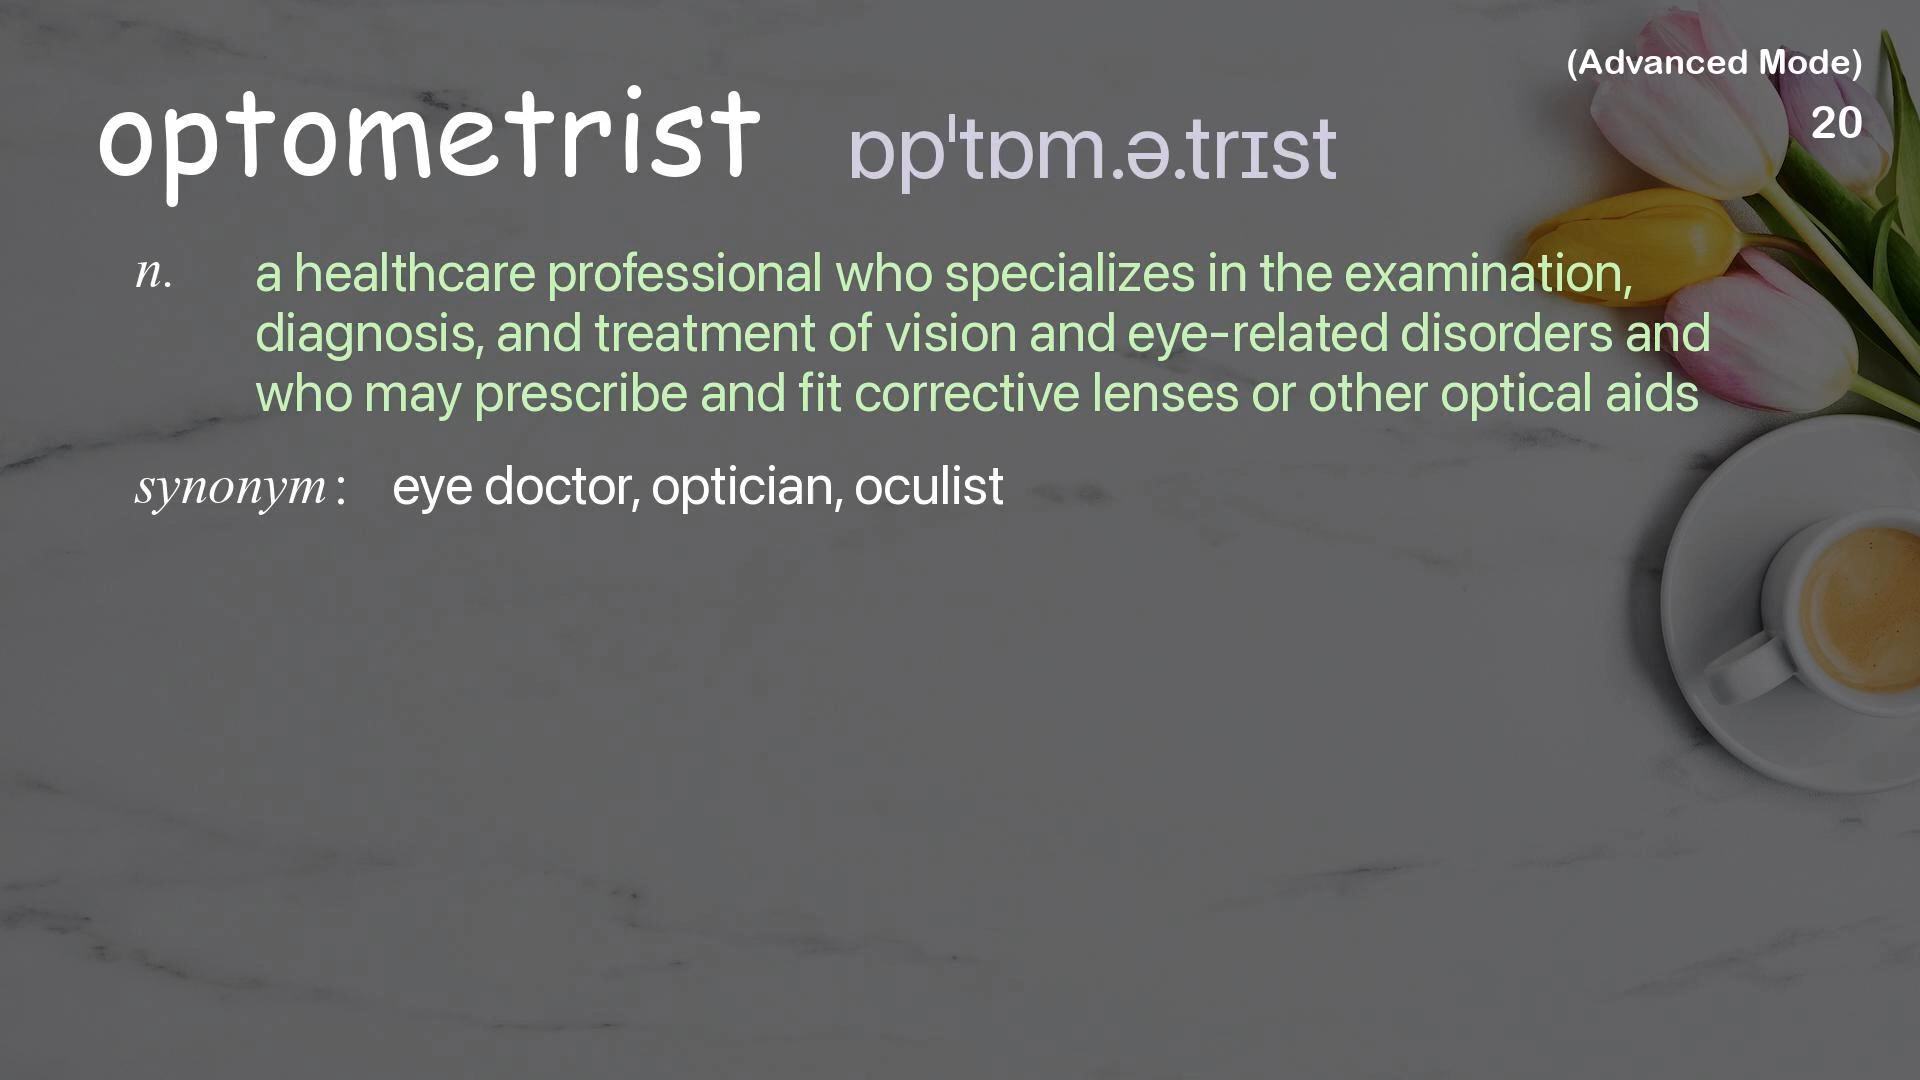 (Advanced Mode)
20
optometrist ɒpˈtɒm.ə.trɪst
n. a healthcare professional who specializes in the examination,
diagnosis, and treatment of vision and eye-related disorders and
who may prescribe and fit corrective lenses or other optical aids
synonym: eye doctor, optician, oculist